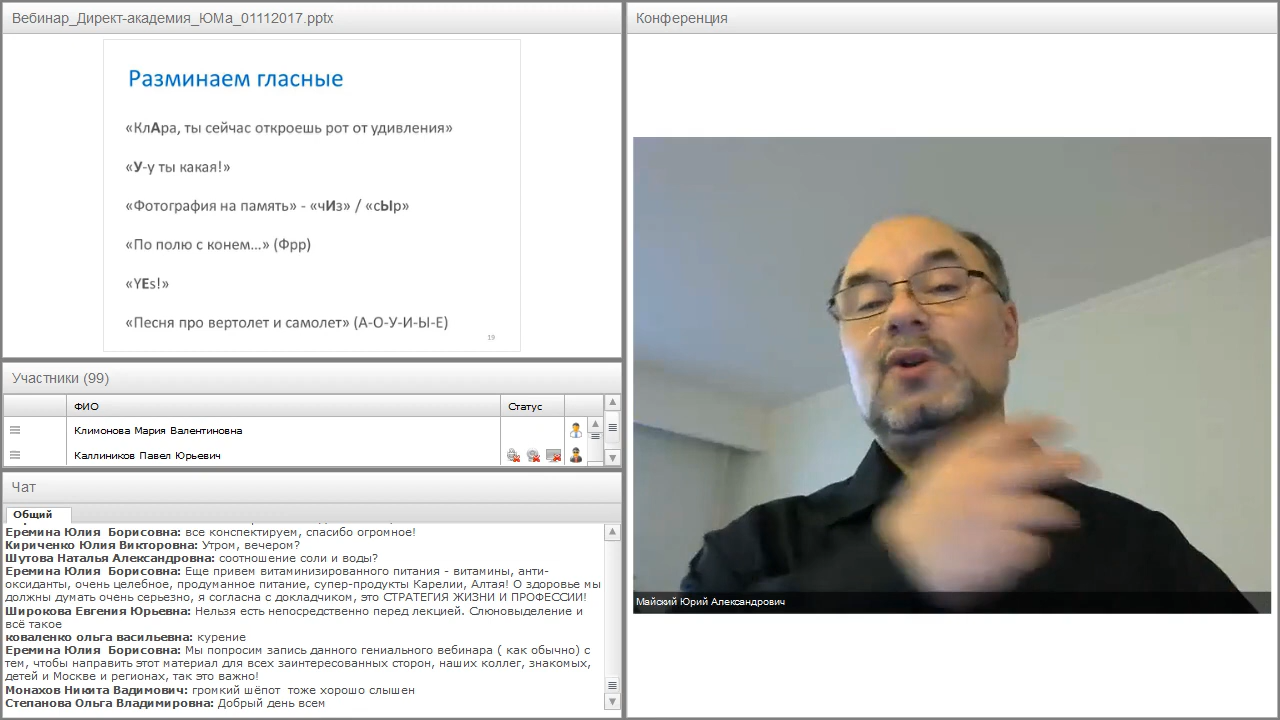 Вебинар_Директ-академия_ЮМа_01112017.pptx
Разминаем гласные
«КлАра, ты сейчас откроешь рот от удивления»
«У-у ты какая!»
«Фотография на память» - «чИз» / «сЫр»
«По полю с конем...» (Фрр)
«YEs!»
«Песня про вертолет и самолет» (А-О-У-И-Ы-Е)
19
Участники (99)
ФИО
Статус
Климонова Мария Валентиновна
Каллиников Павел Юрьевич
Чат
Общий
Еремина Юлия Борисовна: все конспектируем, спасибо огромное!
Кириченко Юлия Викторовна: Утром, вечером?
Шутова Наталья Александровна: соотношение соли и воды?
Еремина Юлия Борисовна: Еще привем витаминизированного питания - витамины, анти-
оксиданты, очень целебное, продуманное питание, супер-продукты Карелии, Алтая! О здоровье мы
должны думать очень серьезно, я согласна с докладчиком, это СТРАТЕГИЯ ЖИЗНИ И ПРОФЕССИИ!
Широкова Евгения Юрьевна: Нельзя есть непосредственно перед лекцией. Слюновыделение и
всё такое
коваленко ольга васильевна: курение
Еремина Юлия Борисовна: Мы попросим запись данного гениального вебинара ( как обычно) с
тем, чтобы направить этот материал для всех заинтересованных сторон, наших коллег, знакомых,
детей и Москве и регионах, так это важно!
Монахов Никита Вадимович: громкий шёпот тоже хорошо слышен
Степанова Ольга Владимировна: Добрый день всем
Конференция
Майский Юрий Александрович